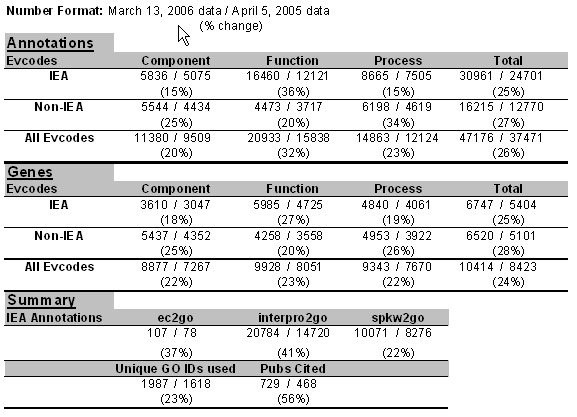 Number Format: March 13, 2006 data / April 5, 2005 data
(% change)
Annotations
Evcodes Component Function Process Total
IEA 5836 / 5075 16460 / 12121 8665 / 7505 30961 / 24701
(15%) (36%) (15%) (25%)
Non-IEA 5544 / 4434 4473 / 3717 6198 / 4619 16215 / 12770
(25%) (20%) (34%) (27%)
All Evcodes 11380 / 9509 20933 / 15838 14863 / 12124 47176 / 37471
(20%) (32%) (23%) (26%)
Genes
Evcodes Component Function Process Total
IEA 3610 / 3047 5985 / 4725 4840 / 4061 6747 / 5404
(18%) (27%) (19%) (25%)
Non-IEA 5437 / 4352 4258 / 3558 4953 / 3922 6520 / 5101
(25%) (20%) (26%) (28%)
All Evcodes 8877 / 7267 9928 / 8051 9343 / 7670 10414 / 8423
(22%) (23%) (22%) (24%)
Summary
IEA Annotations ec2go interpro2go spkw2go
107 / 78 20784 / 14720 10071 / 8276
(37%) (41%) (22%)
Unique GO IDs used Pubs Cited
1987 / 1618 729 / 468
(23%) (56%)